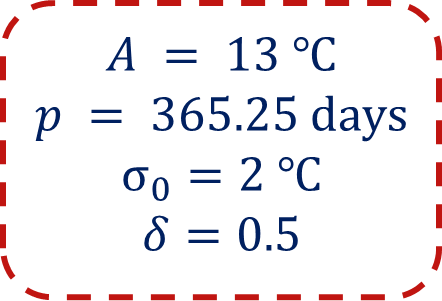 A = 13 °C
p = 365.25 days
σ₀ = 2 °C
δ = 0.5